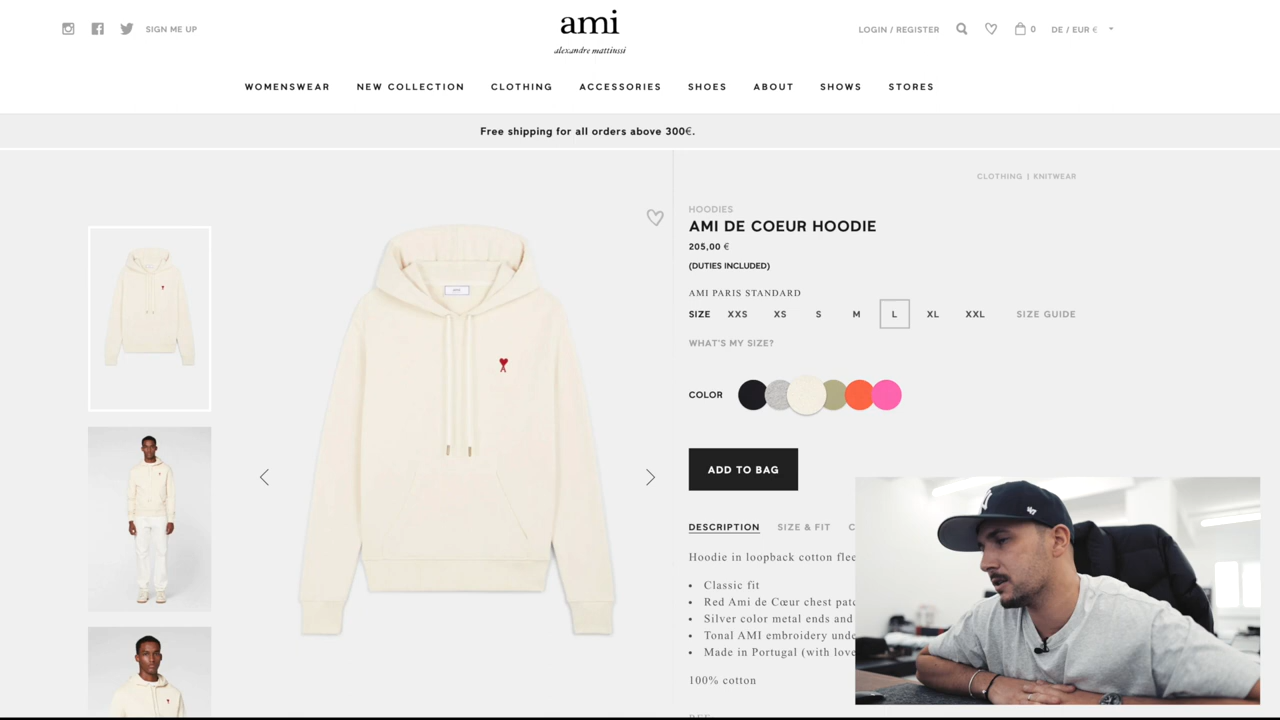 SIGN ME UP
ami
alexandre mattiussi
LOGIN / REGISTER
0
DE / EUR €
WOMENSWEAR NEW COLLECTION CLOTHING ACCESSORIES SHOES ABOUT SHOWS STORES
Free shipping for all orders above 300€.
CLOTHING | KNITWEAR
HOODIES
AMI DE COEUR HOODIE
205,00 €
(DUTIES INCLUDED)
AMI PARIS STANDARD
SIZE XXS XS S M L XL XXL SIZE GUIDE
WHAT'S MY SIZE?
COLOR
ADD TO BAG
DESCRIPTION SIZE & FIT C
Hoodie in loopback cotton flee
• Classic fit
• Red Ami de Cœur chest patc
• Silver color metal ends and
• Tonal AMI embroidery unde
• Made in Portugal (with love
100% cotton
47